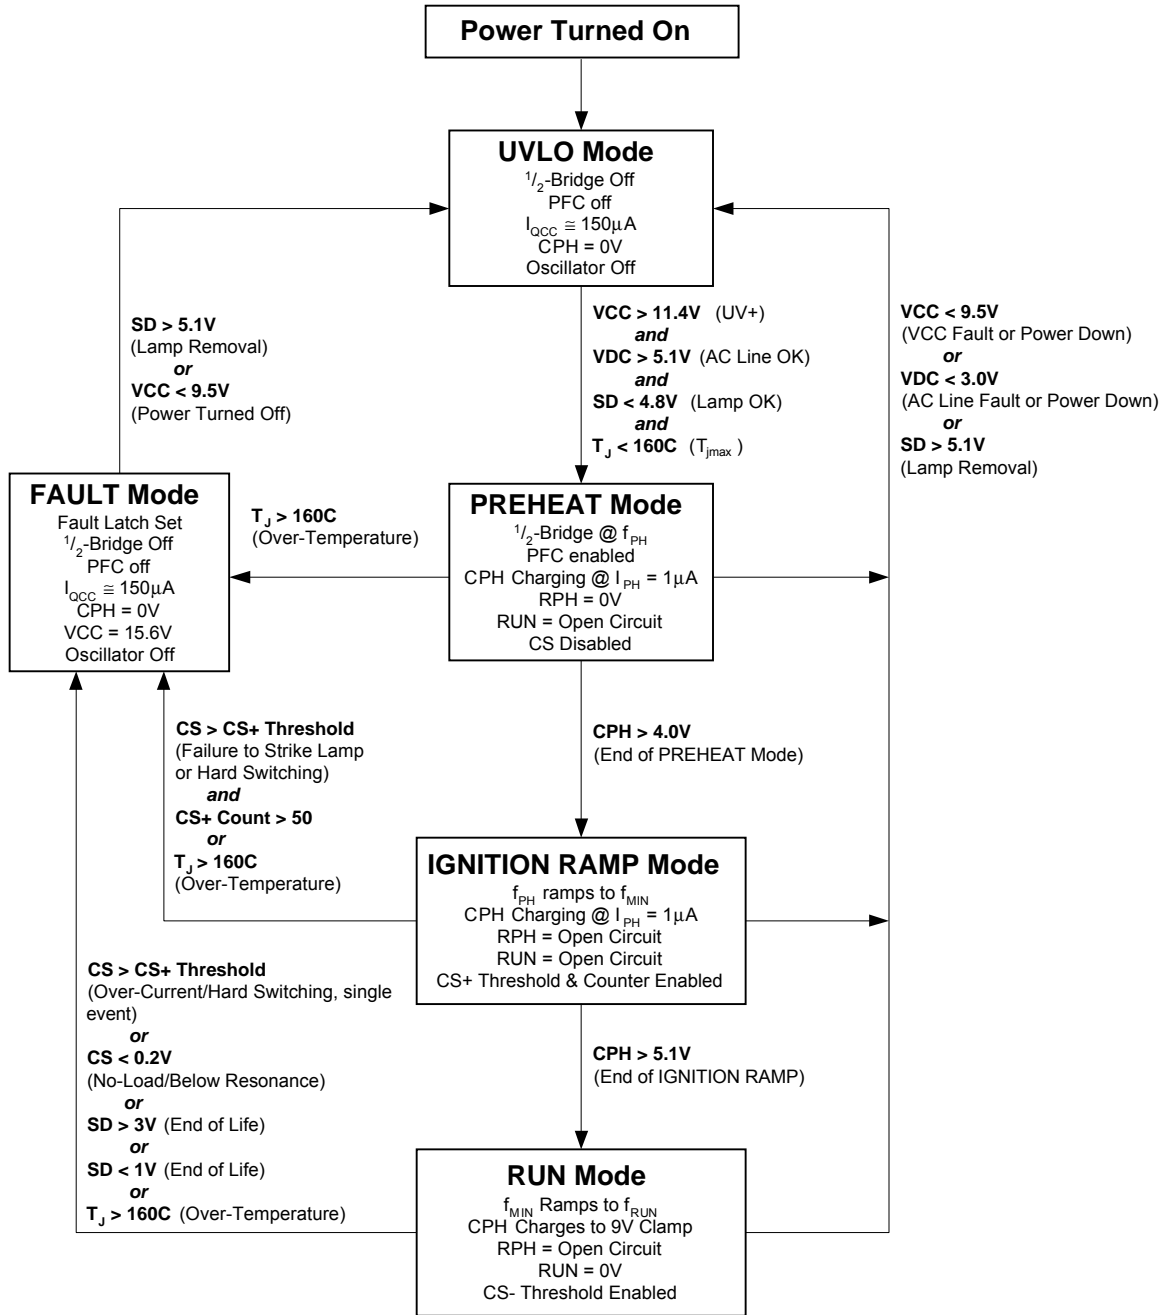 Power Turned On
UVLO Mode
1/2-Bridge Off
PFC off
IQCC ≅ 150μA
CPH = 0V
Oscillator Off
SD > 5.1V
(Lamp Removal)
or
VCC < 9.5V
(Power Turned Off)
VCC > 11.4V (UV+)
and
VDC > 5.1V (AC Line OK)
and
SD < 4.8V (Lamp OK)
and
TJ < 160C (Tjmax )
VCC < 9.5V
(VCC Fault or Power Down)
or
VDC < 3.0V
(AC Line Fault or Power Down)
or
SD > 5.1V
(Lamp Removal)
FAULT Mode
Fault Latch Set
1/2-Bridge Off
PFC off
IQCC ≅ 150μA
CPH = 0V
VCC = 15.6V
Oscillator Off
TJ > 160C
(Over-Temperature)
PREHEAT Mode
1/2-Bridge @ fPH
PFC enabled
CPH Charging @ IPH = 1μA
RPH = 0V
RUN = Open Circuit
CS Disabled
CS > CS+ Threshold
(Failure to Strike Lamp
or Hard Switching)
and
CS+ Count > 50
or
TJ > 160C
(Over-Temperature)
CPH > 4.0V
(End of PREHEAT Mode)
IGNITION RAMP Mode
fPH ramps to fMIN
CPH Charging @ IPH = 1μA
RPH = Open Circuit
RUN = Open Circuit
CS+ Threshold & Counter Enabled
CS > CS+ Threshold
(Over-Current/Hard Switching, single
event)
or
CS < 0.2V
(No-Load/Below Resonance)
or
SD > 3V (End of Life)
or
SD < 1V (End of Life)
or
TJ > 160C (Over-Temperature)
CPH > 5.1V
(End of IGNITION RAMP)
RUN Mode
fMIN Ramps to fRUN
CPH Charges to 9V Clamp
RPH = Open Circuit
RUN = 0V
CS- Threshold Enabled